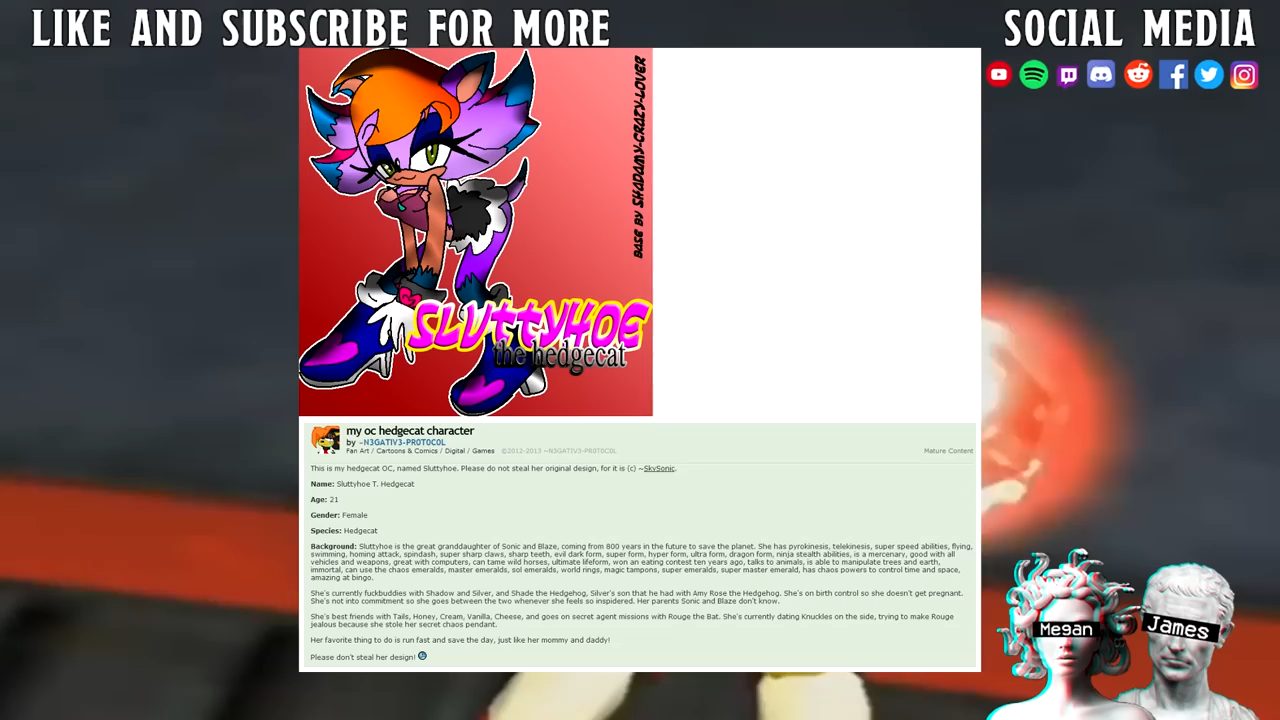 LIKE AND SUBSCRIBE FOR MORE
SOCIAL MEDIA
BASE BY SHADAMY-CRAZY-LOVER
SLUttYHOE
the hedgecat
my oc hedgecat character
by ~N3GATIV3-PR0T0C0L
Fan Art / Cartoons & Comics / Digital / Games ©2012-2013 ~N3GATIV3-PR0T0C0L
Mature Content
This is my hedgecat OC, named Sluttyhoe. Please do not steal her original design, for it is (c) ~SkySonic.
Name: Sluttyhoe T. Hedgecat
Age: 21
Gender: Female
Species: Hedgecat
Background: Sluttyhoe is the great granddaughter of Sonic and Blaze, coming from 800 years in the future to save the planet. She has pyrokinesis, telekinesis, super speed abilities, flying,
swimming, homing attack, spindash, super sharp claws, sharp teeth, evil dark form, super form, hyper form, ultra form, dragon form, ninja stealth abilities, is a mercenary, good with all
vehicles and weapons, great with computers, can tame wild horses, ultimate lifeform, won an eating contest ten years ago, talks to animals, is able to manipulate trees and earth,
immortal, can use the chaos emeralds, master emeralds, sol emeralds, world rings, magic tampons, super emeralds, super master emerald, has chaos powers to control time and space,
amazing at bingo.
She's currently fuckbuddies with Shadow and Silver, and Shade the Hedgehog, Silver's son that he had with Amy Rose the Hedgehog. She's on birth control so she doesn't get pregnant.
She's not into commitment so she goes between the two whenever she feels so inspidered. Her parents Sonic and Blaze don't know.
She's best friends with Tails, Honey, Cream, Vanilla, Cheese, and goes on secret agent missions with Rouge the Bat. She's currently dating Knuckles on the side, trying to make Rouge
jealous because she stole her secret chaos pendant.
Her favorite thing to do is run fast and save the day, just like her mommy and daddy!
Please don't steal her design!
Megan
James